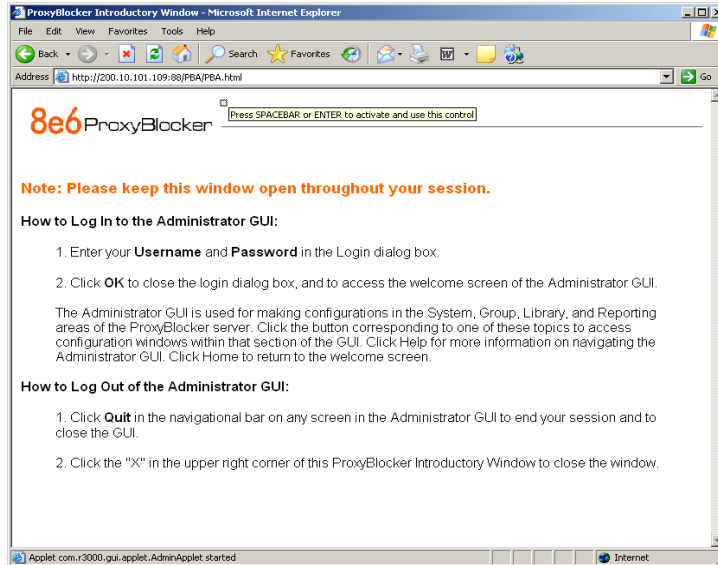 ProxyBlocker Introductory Window - Microsoft Internet Explorer
File Edit View Favorites Tools Help
Back Search Favorites
Address http://200.10.101.109:88/PBA/PBA.html Go
Press SPACEBAR or ENTER to activate and use this control
8e6 ProxyBlocker
Note: Please keep this window open throughout your session.
How to Log In to the Administrator GUI:
1. Enter your Username and Password in the Login dialog box.
2. Click OK to close the login dialog box, and to access the welcome screen of the Administrator GUI.
The Administrator GUI is used for making configurations in the System, Group, Library, and Reporting
areas of the ProxyBlocker server. Click the button corresponding to one of these topics to access
configuration windows within that section of the GUI. Click Help for more information on navigating the
Administrator GUI. Click Home to return to the welcome screen.
How to Log Out of the Administrator GUI:
1. Click Quit in the navigational bar on any screen in the Administrator GUI to end your session and to
close the GUI.
2. Click the "X" in the upper right corner of this ProxyBlocker Introductory Window to close the window.
Applet com.r3000.gui.applet.AdminApplet started Internet